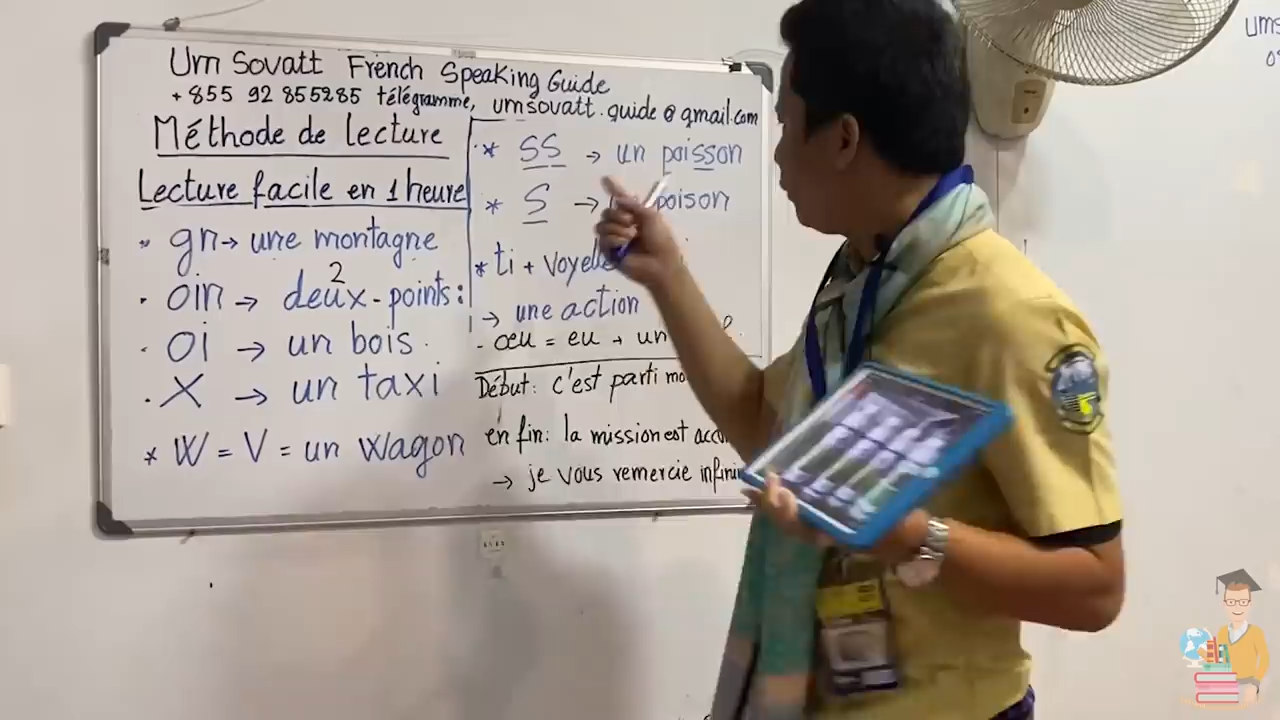 Um Sovatt French Speaking Guide
+855 92 855285 télégramme, umsovatt.guide@gmail.com
Méthode de lecture
Lecture facile en 1 heure
* gn → une montagne
. oin → deux-points :
2
. oi → un bois.
. X → un taxi
* W = V = un wagon
* SS → un poisson
* S → poison
* ti + voyelle
→ une action
- œu = eu → un
Début: c'est parti
en fin: la mission est
→ je vous remercie
ums